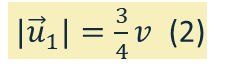 |u⃗₁| = 3/4 v (2)